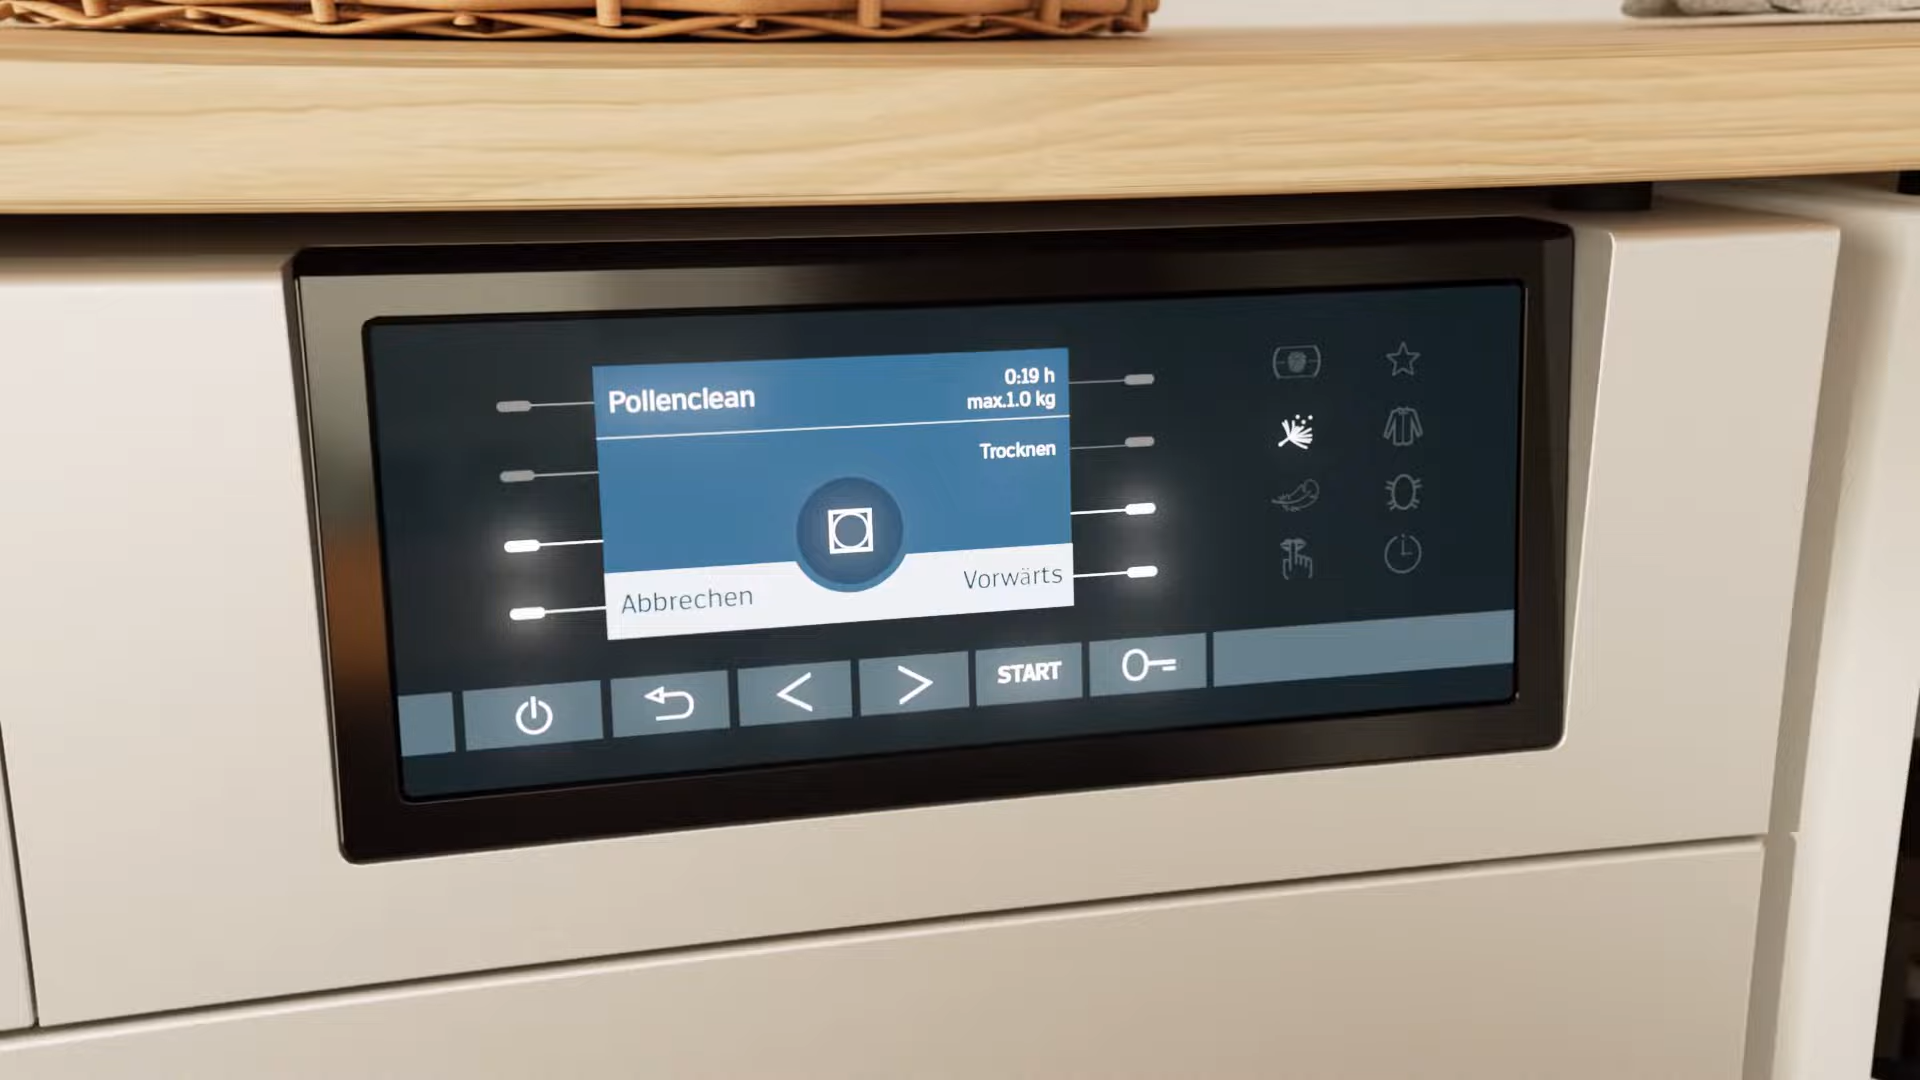 Pollenclean
0:19 h
max.1.0 kg
Trocknen
Abbrechen
Vorwärts
START